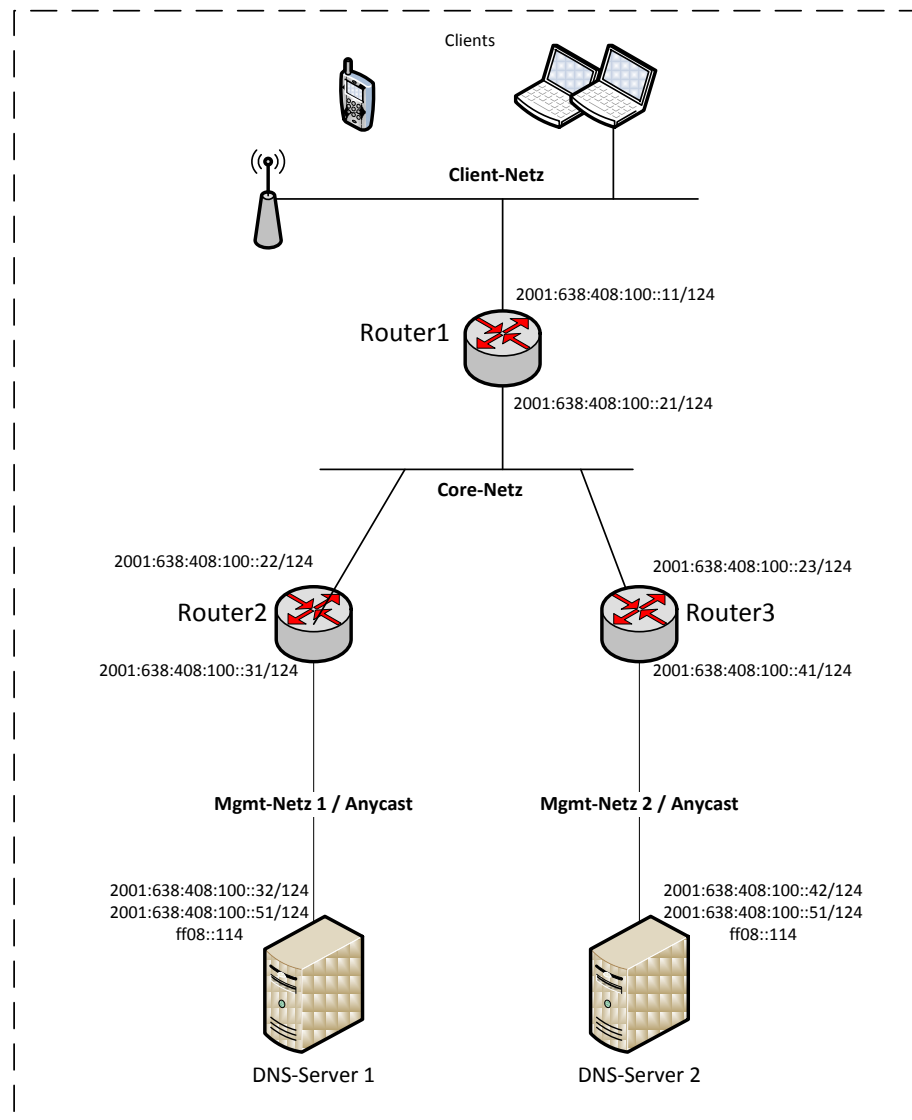 Clients
Client-Netz
2001:638:408:100::11/124
Router1
2001:638:408:100::21/124
Core-Netz
2001:638:408:100::22/124
2001:638:408:100::23/124
Router2
Router3
2001:638:408:100::31/124
2001:638:408:100::41/124
Mgmt-Netz 1 / Anycast
Mgmt-Netz 2 / Anycast
2001:638:408:100::32/124
2001:638:408:100::51/124
ff08::114
2001:638:408:100::42/124
2001:638:408:100::51/124
ff08::114
DNS-Server 1
DNS-Server 2